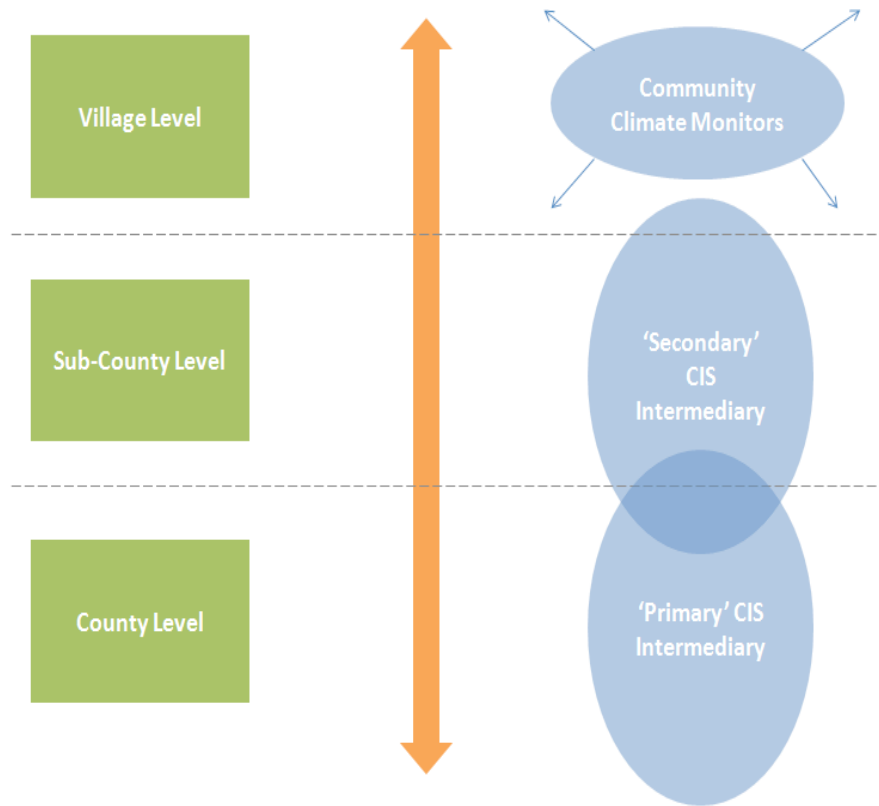 Village Level
Community
Climate Monitors
Sub-County Level
‘Secondary’
CIS
Intermediary
County Level
‘Primary’ CIS
Intermediary